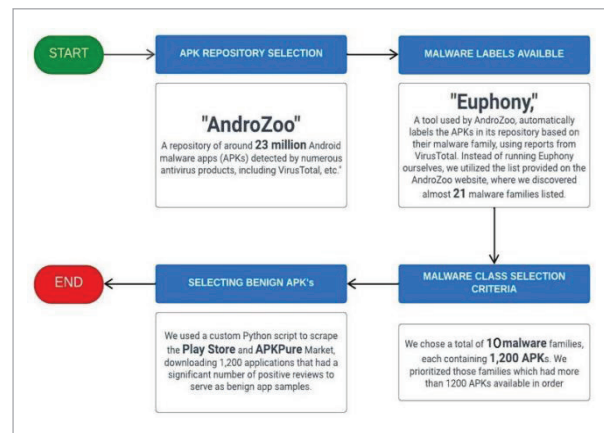 START
APK REPOSITORY SELECTION
MALWARE LABELS AVAILBLE
"AndroZoo"
A repository of around 23 million Android
malware apps (APKs) detected by numerous
antivirus products, including VirusTotal, etc."
"Euphony,"
A tool used by AndroZoo, automatically
labels the APKs in its repository based on
their malware family, using reports from
VirusTotal. Instead of running Euphony
ourselves, we utilized the list provided on the
AndroZoo website, where we discovered
almost 21 malware families listed.
END
SELECTING BENIGN APK's
MALWARE CLASS SELECTION
CRITERIA
We used a custom Python script to scrape
the Play Store and APKPure Market,
downloading 1,200 applications that had a
significant number of positive reviews to
serve as benign app samples.
We chose a total of 10 malware families,
each containing 1,200 APKs. We
prioritized those families which had more
than 1200 APKs available in order